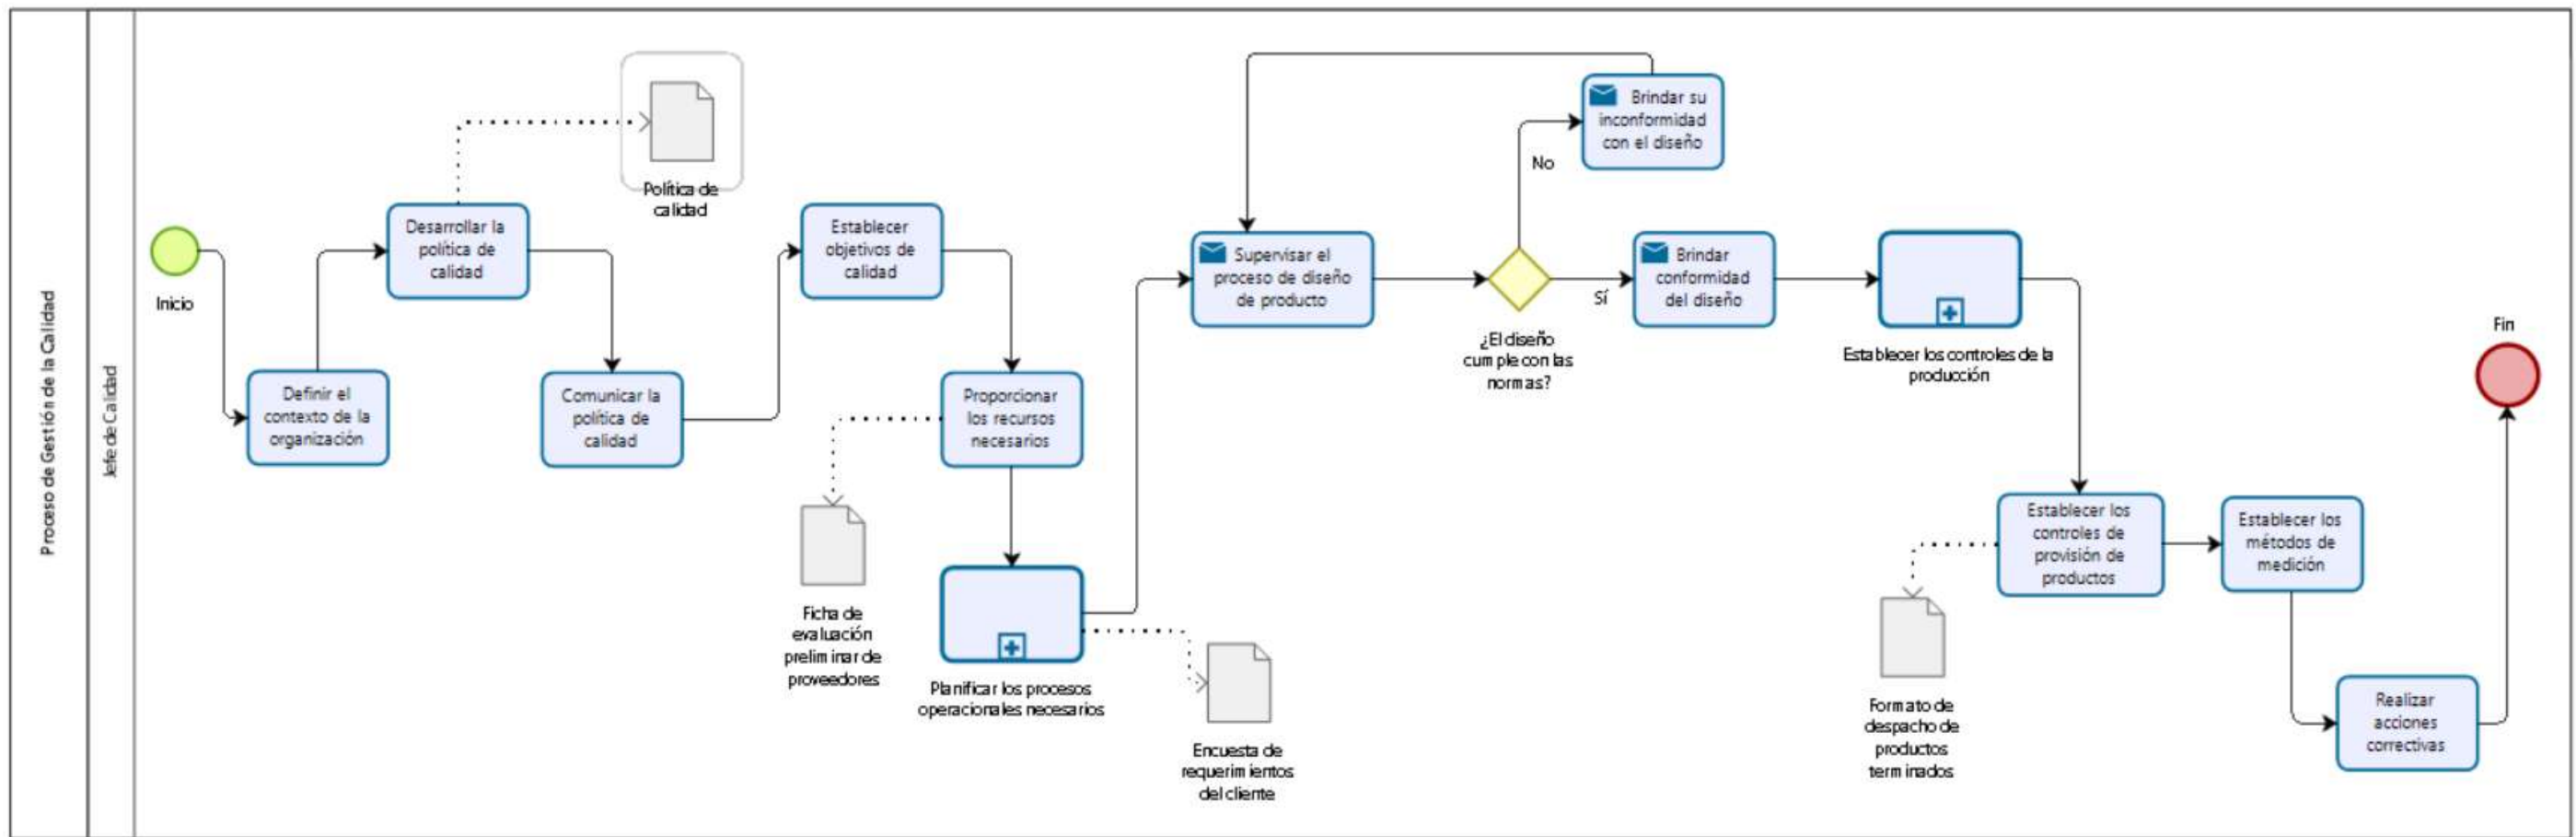 Proceso de Gestión de la Calidad
Jefe de Calidad
Inicio
Definir el
contexto de la
organización
Desarrollar la
política de
calidad
Política de
calidad
Comunicar la
política de
calidad
Establecer
objetivos de
calidad
Proporcionar
los recursos
necesarios
Ficha de
evaluación
preliminar de
proveedores
Planificar los procesos
operacionales necesarios
Encuesta de
requerimientos
del cliente
Supervisar el
proceso de diseño
de producto
¿El diseño
cumple con las
normas?
No
Brindar su
inconformidad
con el diseño
Sí
Brindar
conformidad
del diseño
Establecer los controles de la
producción
Establecer los
controles de
provisión de
productos
Formato de
despacho de
productos
terminados
Establecer los
métodos de
medición
Realizar
acciones
correctivas
Fin